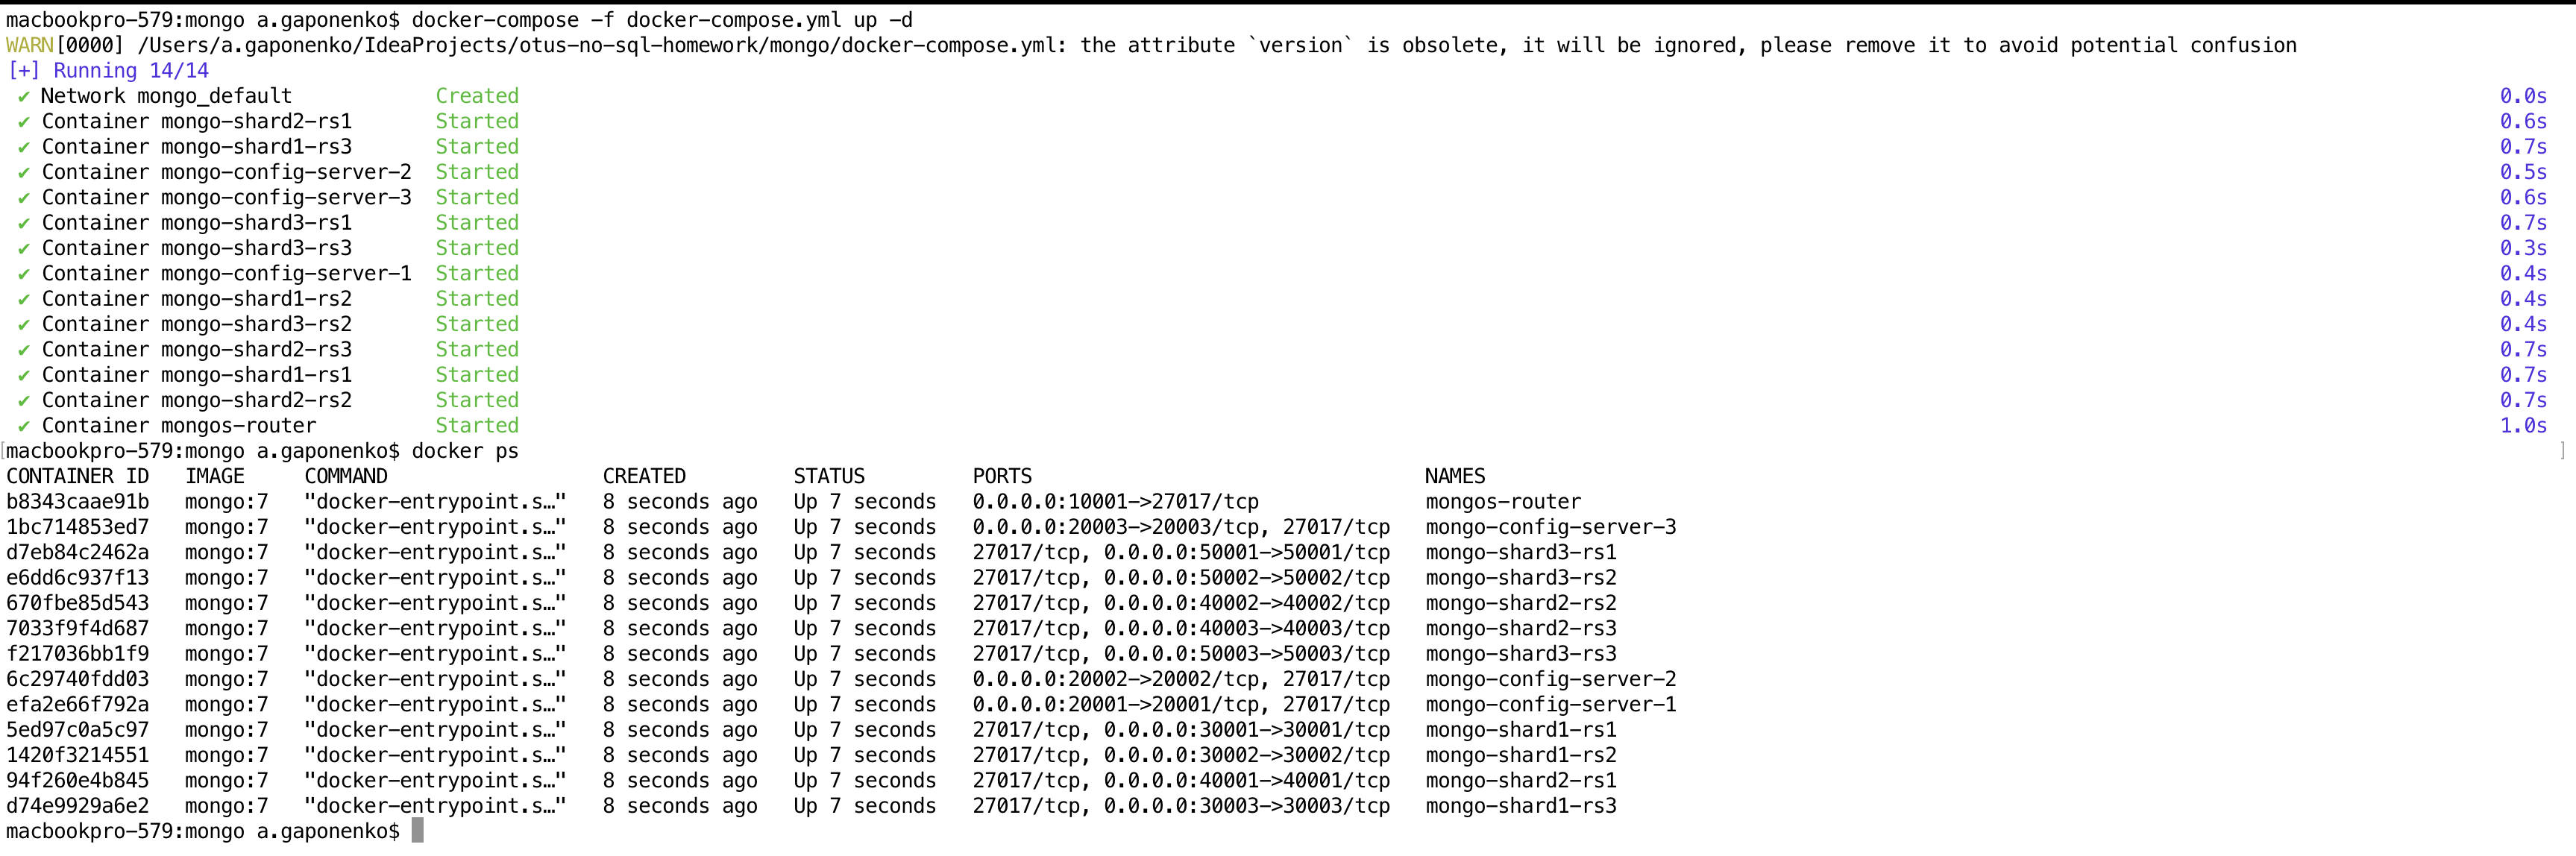 macbookpro-579:mongo a.gaponenko$ docker-compose -f docker-compose.yml up -d
WARN[0000] /Users/a.gaponenko/IdeaProjects/otus-no-sql-homework/mongo/docker-compose.yml: the attribute `version` is obsolete, it will be ignored, please remove it to avoid potential confusion
[+] Running 14/14
✔ Network mongo_default Created 0.0s
✔ Container mongo-shard2-rs1 Started 0.6s
✔ Container mongo-shard1-rs3 Started 0.7s
✔ Container mongo-config-server-2 Started 0.5s
✔ Container mongo-config-server-3 Started 0.6s
✔ Container mongo-shard3-rs1 Started 0.7s
✔ Container mongo-shard3-rs3 Started 0.3s
✔ Container mongo-config-server-1 Started 0.4s
✔ Container mongo-shard1-rs2 Started 0.4s
✔ Container mongo-shard3-rs2 Started 0.4s
✔ Container mongo-shard2-rs3 Started 0.7s
✔ Container mongo-shard1-rs1 Started 0.7s
✔ Container mongo-shard2-rs2 Started 0.7s
✔ Container mongos-router Started 1.0s
[macbookpro-579:mongo a.gaponenko$ docker ps ]
CONTAINER ID IMAGE COMMAND CREATED STATUS PORTS NAMES
b8343caae91b mongo:7 "docker-entrypoint.s…" 8 seconds ago Up 7 seconds 0.0.0.0:10001->27017/tcp mongos-router
1bc714853ed7 mongo:7 "docker-entrypoint.s…" 8 seconds ago Up 7 seconds 0.0.0.0:20003->20003/tcp, 27017/tcp mongo-config-server-3
d7eb84c2462a mongo:7 "docker-entrypoint.s…" 8 seconds ago Up 7 seconds 27017/tcp, 0.0.0.0:50001->50001/tcp mongo-shard3-rs1
e6dd6c937f13 mongo:7 "docker-entrypoint.s…" 8 seconds ago Up 7 seconds 27017/tcp, 0.0.0.0:50002->50002/tcp mongo-shard3-rs2
670fbe85d543 mongo:7 "docker-entrypoint.s…" 8 seconds ago Up 7 seconds 27017/tcp, 0.0.0.0:40002->40002/tcp mongo-shard2-rs2
7033f9f4d687 mongo:7 "docker-entrypoint.s…" 8 seconds ago Up 7 seconds 27017/tcp, 0.0.0.0:40003->40003/tcp mongo-shard2-rs3
f217036bb1f9 mongo:7 "docker-entrypoint.s…" 8 seconds ago Up 7 seconds 27017/tcp, 0.0.0.0:50003->50003/tcp mongo-shard3-rs3
6c29740fdd03 mongo:7 "docker-entrypoint.s…" 8 seconds ago Up 7 seconds 0.0.0.0:20002->20002/tcp, 27017/tcp mongo-config-server-2
efa2e66f792a mongo:7 "docker-entrypoint.s…" 8 seconds ago Up 7 seconds 0.0.0.0:20001->20001/tcp, 27017/tcp mongo-config-server-1
5ed97c0a5c97 mongo:7 "docker-entrypoint.s…" 8 seconds ago Up 7 seconds 27017/tcp, 0.0.0.0:30001->30001/tcp mongo-shard1-rs1
1420f3214551 mongo:7 "docker-entrypoint.s…" 8 seconds ago Up 7 seconds 27017/tcp, 0.0.0.0:30002->30002/tcp mongo-shard1-rs2
94f260e4b845 mongo:7 "docker-entrypoint.s…" 8 seconds ago Up 7 seconds 27017/tcp, 0.0.0.0:40001->40001/tcp mongo-shard2-rs1
d74e9929a6e2 mongo:7 "docker-entrypoint.s…" 8 seconds ago Up 7 seconds 27017/tcp, 0.0.0.0:30003->30003/tcp mongo-shard1-rs3
macbookpro-579:mongo a.gaponenko$